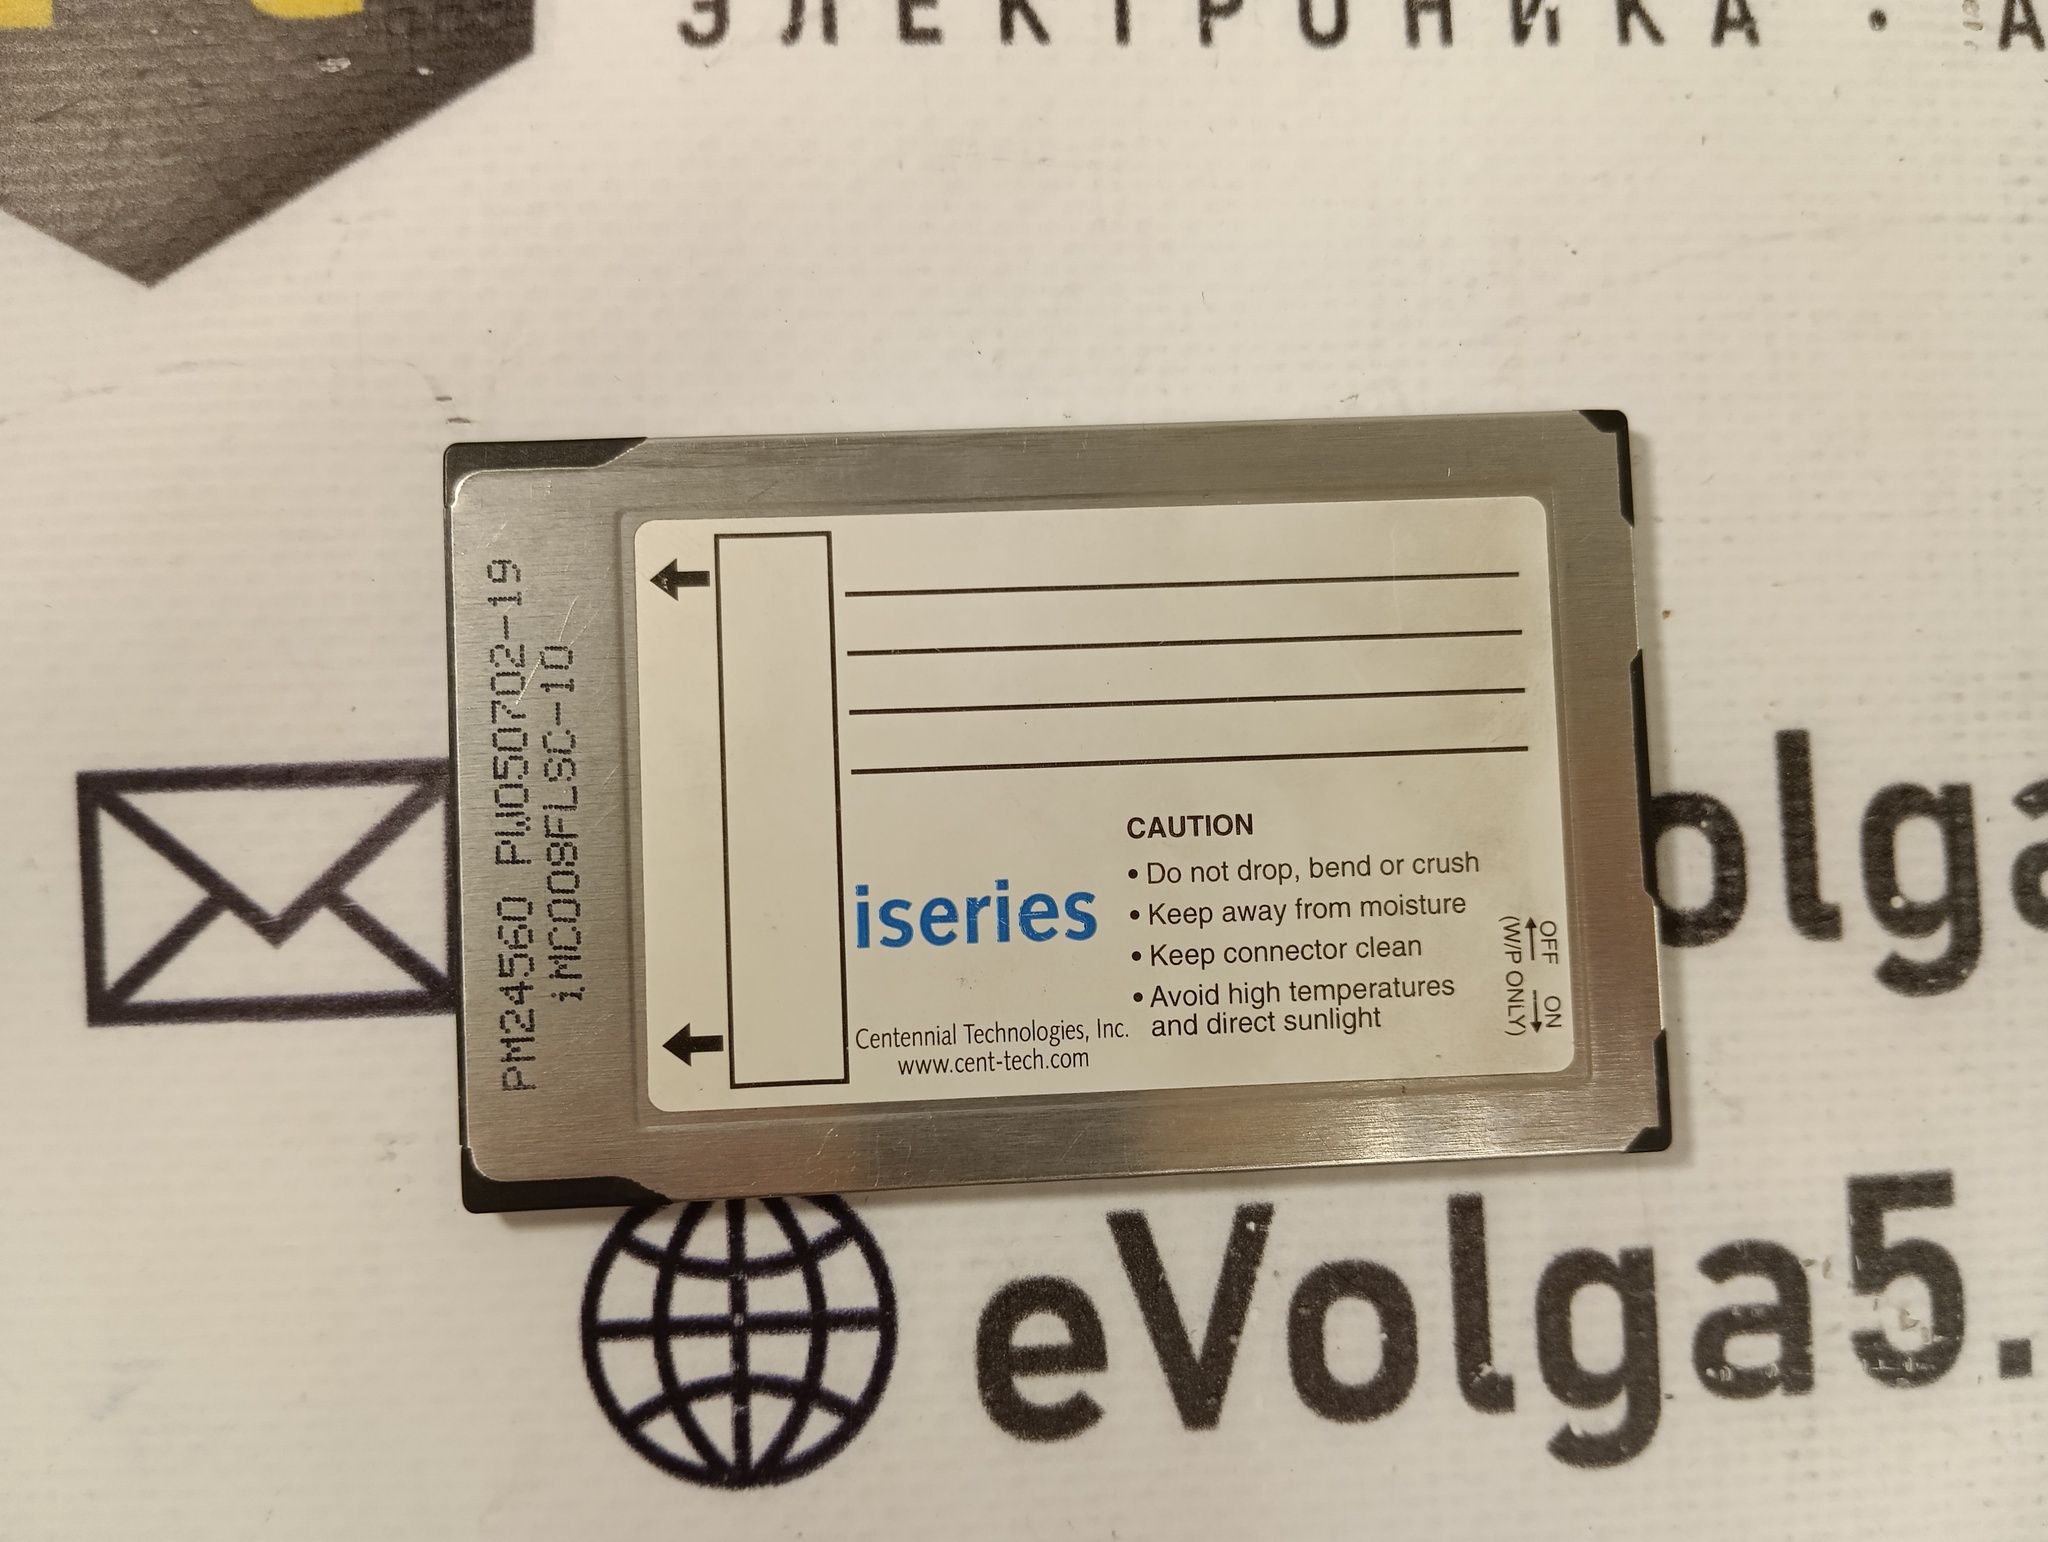 ЭЛЕКТРОНИКА • А
PM24560 PW050702-19
iMC008FLSC-10
iseries
Centennial Technologies, Inc.
www.cent-tech.com
CAUTION
• Do not drop, bend or crush
• Keep away from moisture
• Keep connector clean
• Avoid high temperatures
and direct sunlight
OFF ON
(W/P ONLY)
olga
eVolga5.